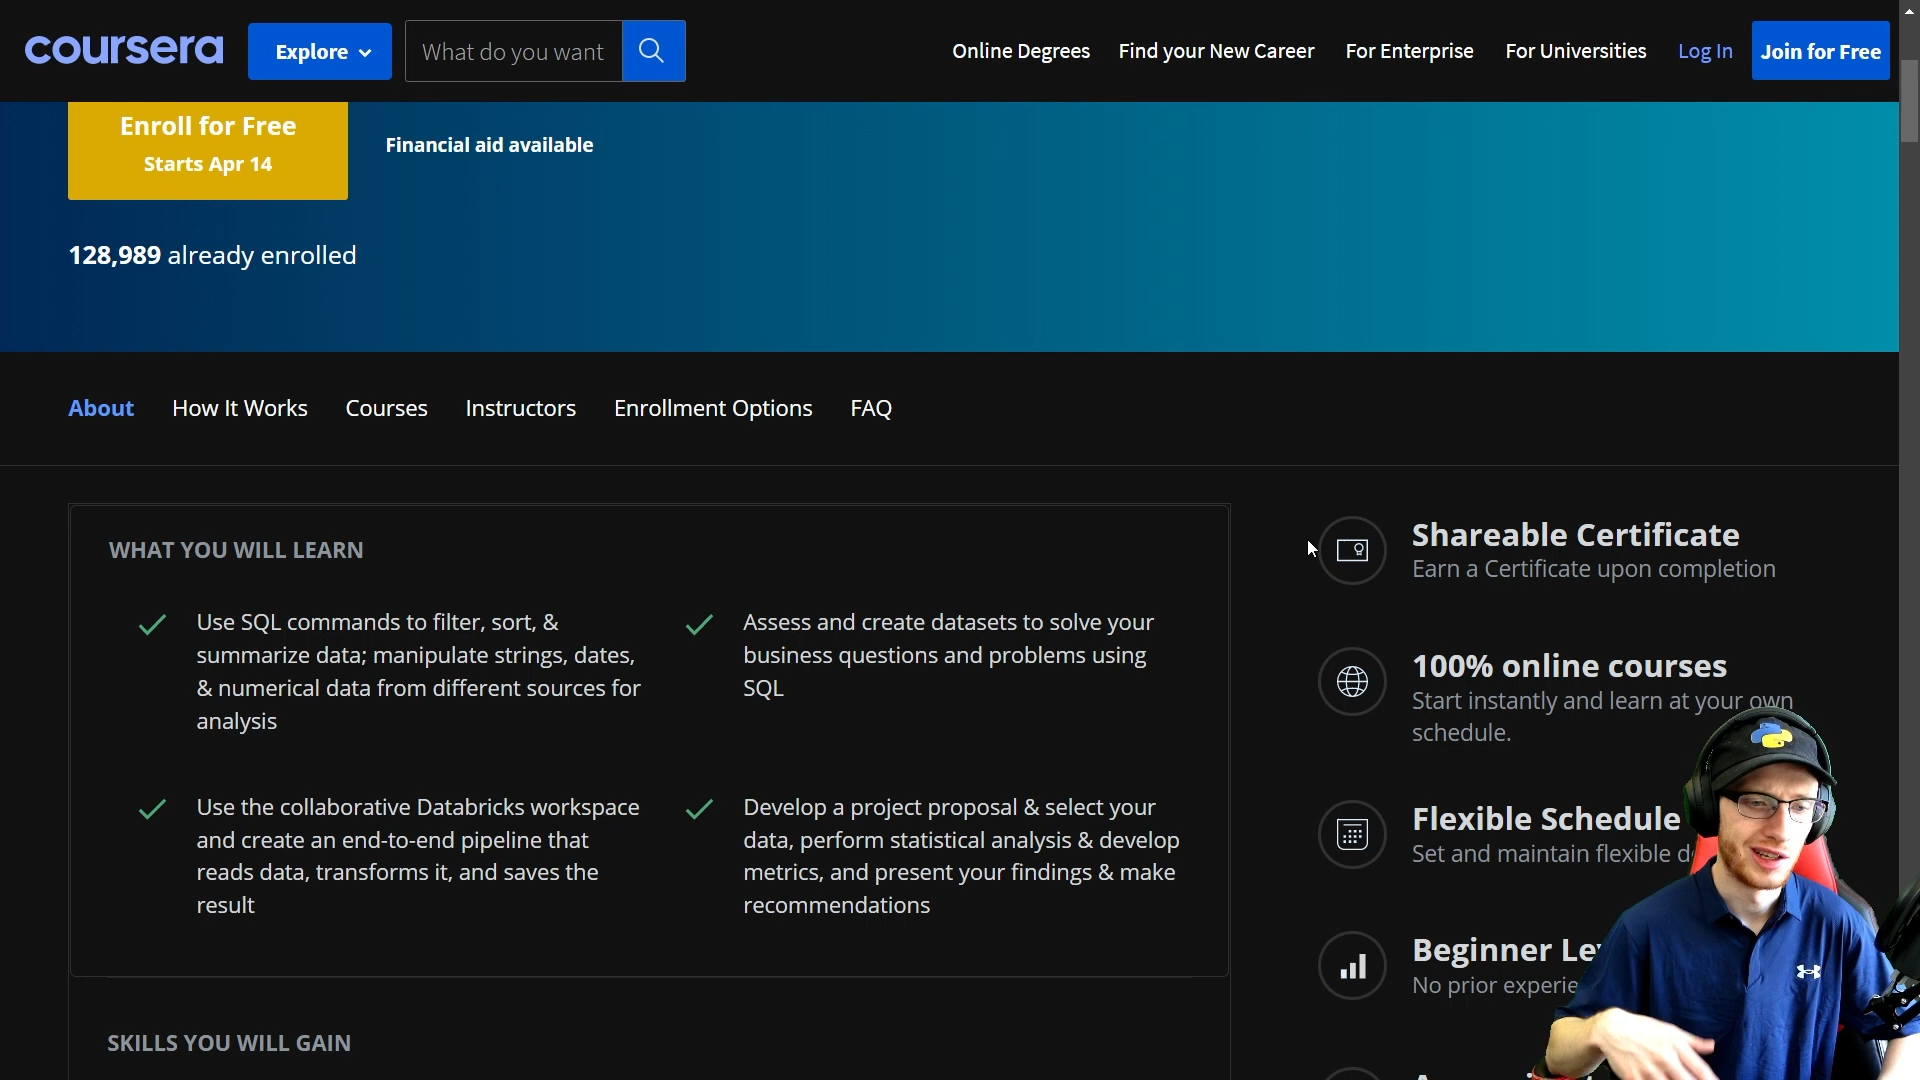 coursera
Explore
What do you want
Online Degrees
Find your New Career
For Enterprise
For Universities
Log In
Join for Free
Enroll for Free
Starts Apr 14
Financial aid available
128,989 already enrolled
About
How It Works
Courses
Instructors
Enrollment Options
FAQ
WHAT YOU WILL LEARN
Use SQL commands to filter, sort, &
summarize data; manipulate strings, dates,
& numerical data from different sources for
analysis
Assess and create datasets to solve your
business questions and problems using
SQL
Use the collaborative Databricks workspace
and create an end-to-end pipeline that
reads data, transforms it, and saves the
result
Develop a project proposal & select your
data, perform statistical analysis & develop
metrics, and present your findings & make
recommendations
SKILLS YOU WILL GAIN
Shareable Certificate
Earn a Certificate upon completion
100% online courses
Start instantly and learn at your own
schedule.
Flexible Schedule
Set and maintain flexible
Beginner
No prior